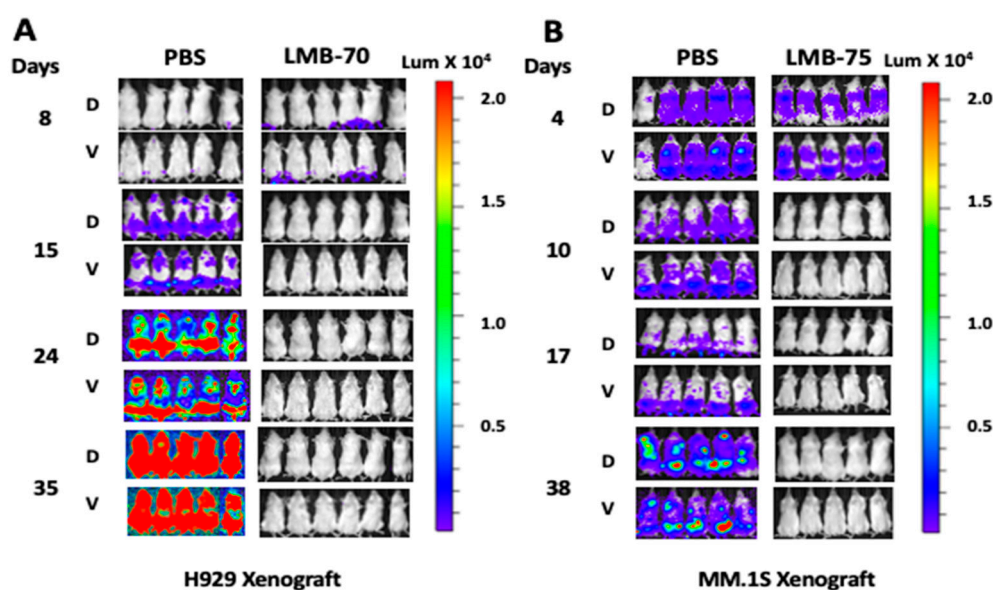 A
B
Days PBS LMB-70 Lum X 10⁴
Days PBS LMB-75 Lum X 10⁴
8 D
V
15 D
V
24 D
V
35 D
V
2.0
1.5
1.0
0.5
4 D
V
10 D
V
17 D
V
38 D
V
2.0
1.5
1.0
0.5
H929 Xenograft
MM.1S Xenograft